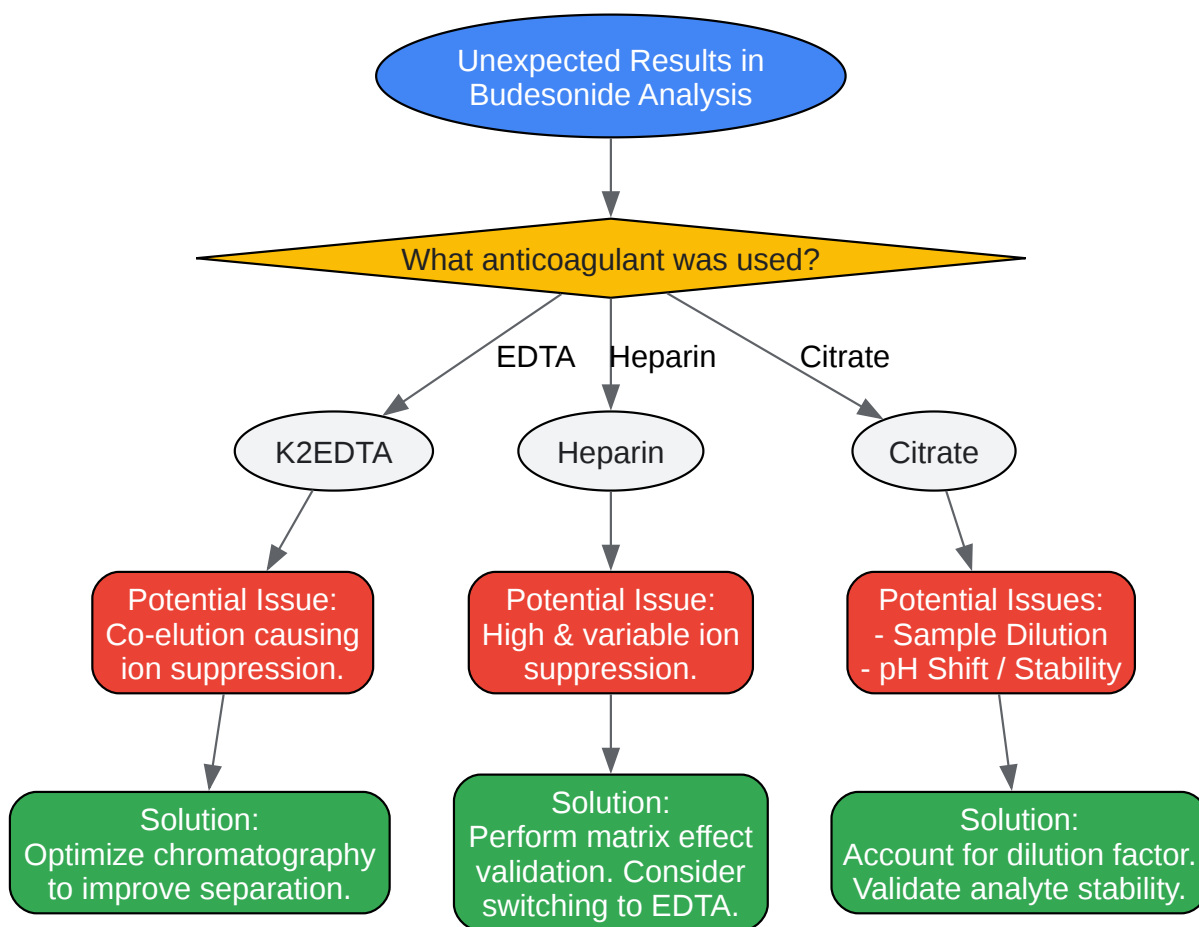 Unexpected Results in
Budesonide Analysis
What anticoagulant was used?
EDTA
Heparin
Citrate
K2EDTA
Heparin
Citrate
Potential Issue:
Co-elution causing
ion suppression.
Potential Issue:
High & variable ion
suppression.
Potential Issues:
- Sample Dilution
- pH Shift / Stability
Solution:
Optimize chromatography
to improve separation.
Solution:
Perform matrix effect
validation. Consider
switching to EDTA.
Solution:
Account for dilution factor.
Validate analyte stability.